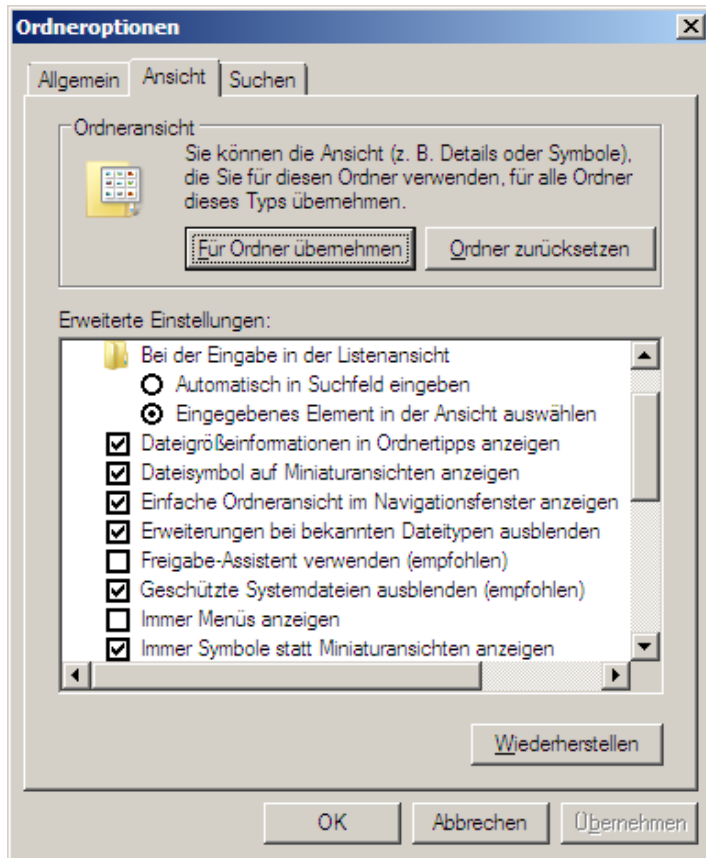 Ordneroptionen
Allgemein Ansicht Suchen
Ordneransicht
Sie können die Ansicht (z. B. Details oder Symbole),
die Sie für diesen Ordner verwenden, für alle Ordner
dieses Typs übernehmen.
Für Ordner übernehmen Ordner zurücksetzen
Erweiterte Einstellungen:
Bei der Eingabe in der Listenansicht
Automatisch in Suchfeld eingeben
Eingegebenes Element in der Ansicht auswählen
Dateigrößeinformationen in Ordnertipps anzeigen
Dateisymbol auf Miniaturansichten anzeigen
Einfache Ordneransicht im Navigationsfenster anzeigen
Erweiterungen bei bekannten Dateitypen ausblenden
Freigabe-Assistent verwenden (empfohlen)
Geschützte Systemdateien ausblenden (empfohlen)
Immer Menüs anzeigen
Immer Symbole statt Miniaturansichten anzeigen
Wiederherstellen
OK Abbrechen Übernehmen